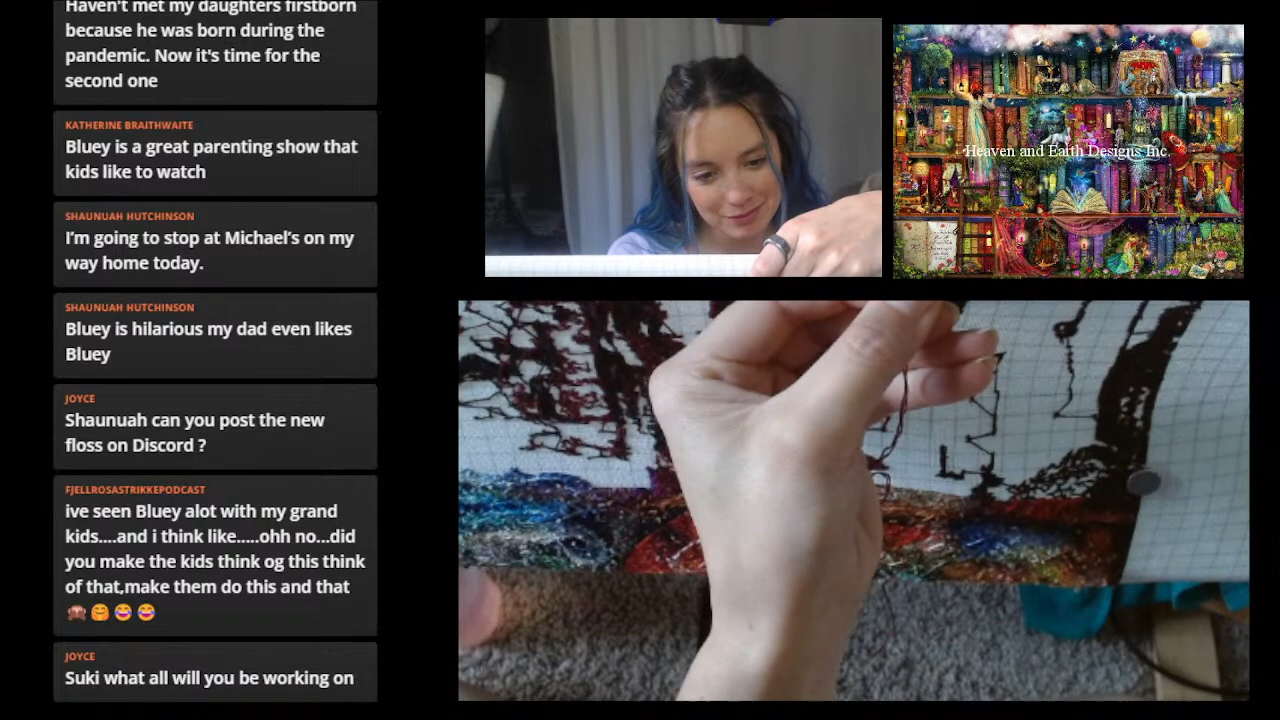 Haven't met my daughters firstborn
because he was born during the
pandemic. Now it's time for the
second one
KATHERINE BRAITHWAITE
Bluey is a great parenting show that
kids like to watch
SHAUNUAH HUTCHINSON
I'm going to stop at Michael's on my
way home today.
SHAUNUAH HUTCHINSON
Bluey is hilarious my dad even likes
Bluey
JOYCE
Shaunuah can you post the new
floss on Discord ?
FJELLROSASTRIKKEPODCAST
ive seen Bluey alot with my grand
kids....and i think like.....ohh no...did
you make the kids think og this think
of that,make them do this and that
🙈 🤗 😂 😂
JOYCE
Suki what all will you be working on
Heaven and Earth Designs Inc.